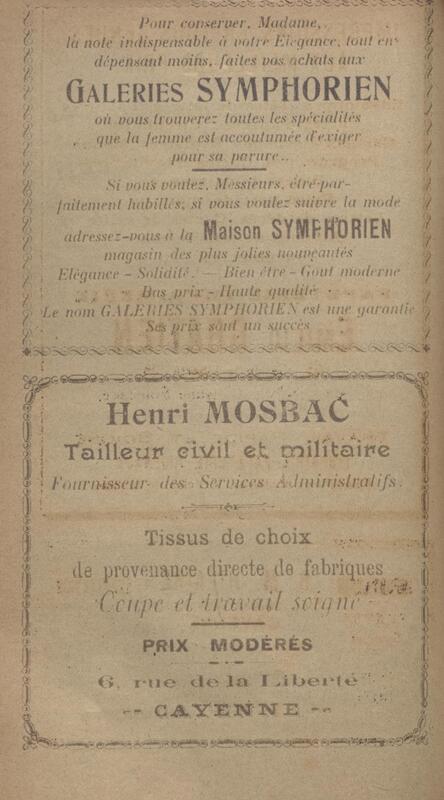 Pour conserver, Madame,
la note indispensable à votre Elégance, tout en
dépensant moins, faites vos achats aux
GALERIES SYMPHORIEN
où vous trouverez toutes les spécialités
que la femme est accoutumée d'exiger
pour sa parure..
Si vous voulez, Messieurs, être par-
faitement habillés, si vous voulez suivre la mode
adressez-vous à la Maison SYMPHORIEN
magasin des plus jolies nouveautés
Elégance - Solidité. — Bien être - Gout moderne
Bas prix - Haute qualité
Le nom GALERIES SYMPHORIEN est une garantie
Ses prix sont un succès
Henri MOSBAC
Tailleur civil et militaire
Fournisseur des Services Administratifs.
Tissus de choix
de provenance directe de fabriques
Coupe et travail soigné
PRIX MODÉRÉS
6, rue de la Liberté
-- CAYENNE --